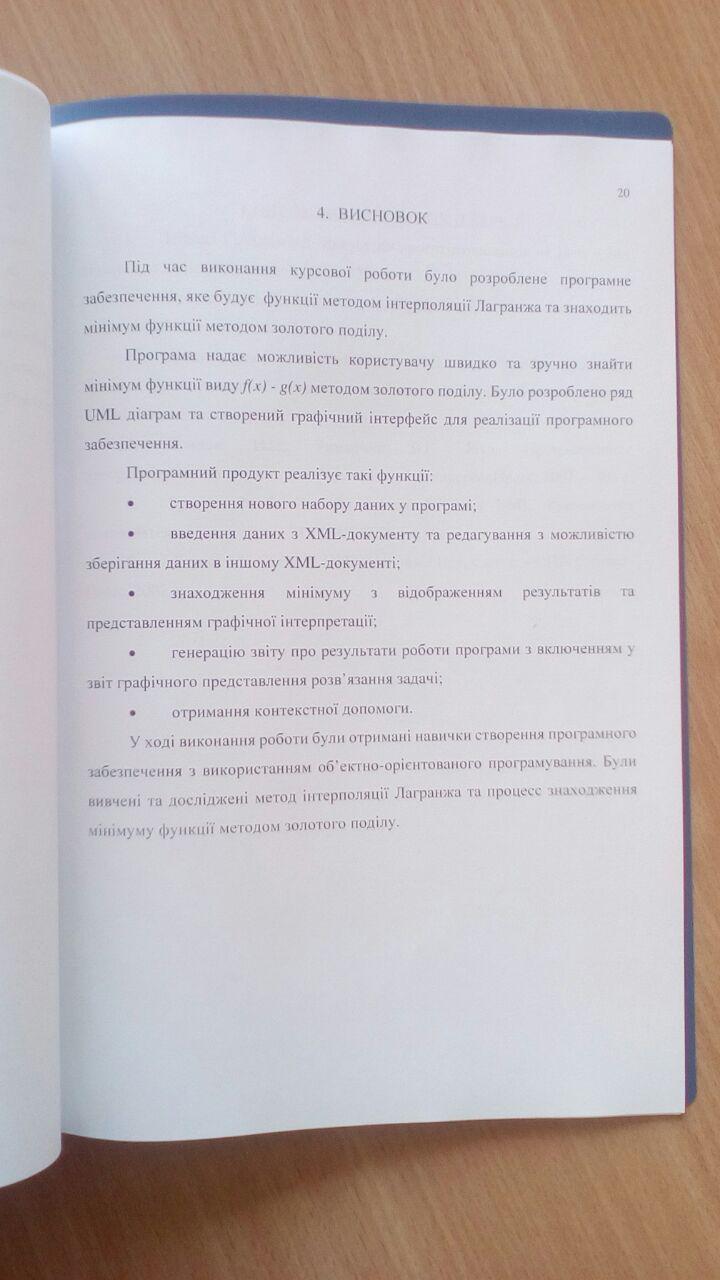 20
4. ВИСНОВОК
Під час виконання курсової роботи було розроблене програмне
забезпечення, яке будує функції методом інтерполяції Лагранжа та знаходить
мінімум функції методом золотого поділу.
Програма надає можливість користувачу швидко та зручно знайти
мінімум функції виду f(x) - g(x) методом золотого поділу. Було розроблено ряд
UML діаграм та створений графічний інтерфейс для реалізації програмного
забезпечення.
Програмний продукт реалізує такі функції:
• створення нового набору даних у програмі;
• введення даних з XML-документу та редагування з можливістю
зберігання даних в іншому XML-документі;
• знаходження мінімуму з відображенням результатів та
представленням графічної інтерпретації;
• генерацію звіту про результати роботи програми з включенням у
звіт графічного представлення розв’язання задачі;
• отримання контекстної допомоги.
У ході виконання роботи були отримані навички створення програмного
забезпечення з використанням об’єктно-орієнтованого програмування. Були
вивчені та досліджені метод інтерполяції Лагранжа та процесс знаходження
мінімуму функції методом золотого поділу.